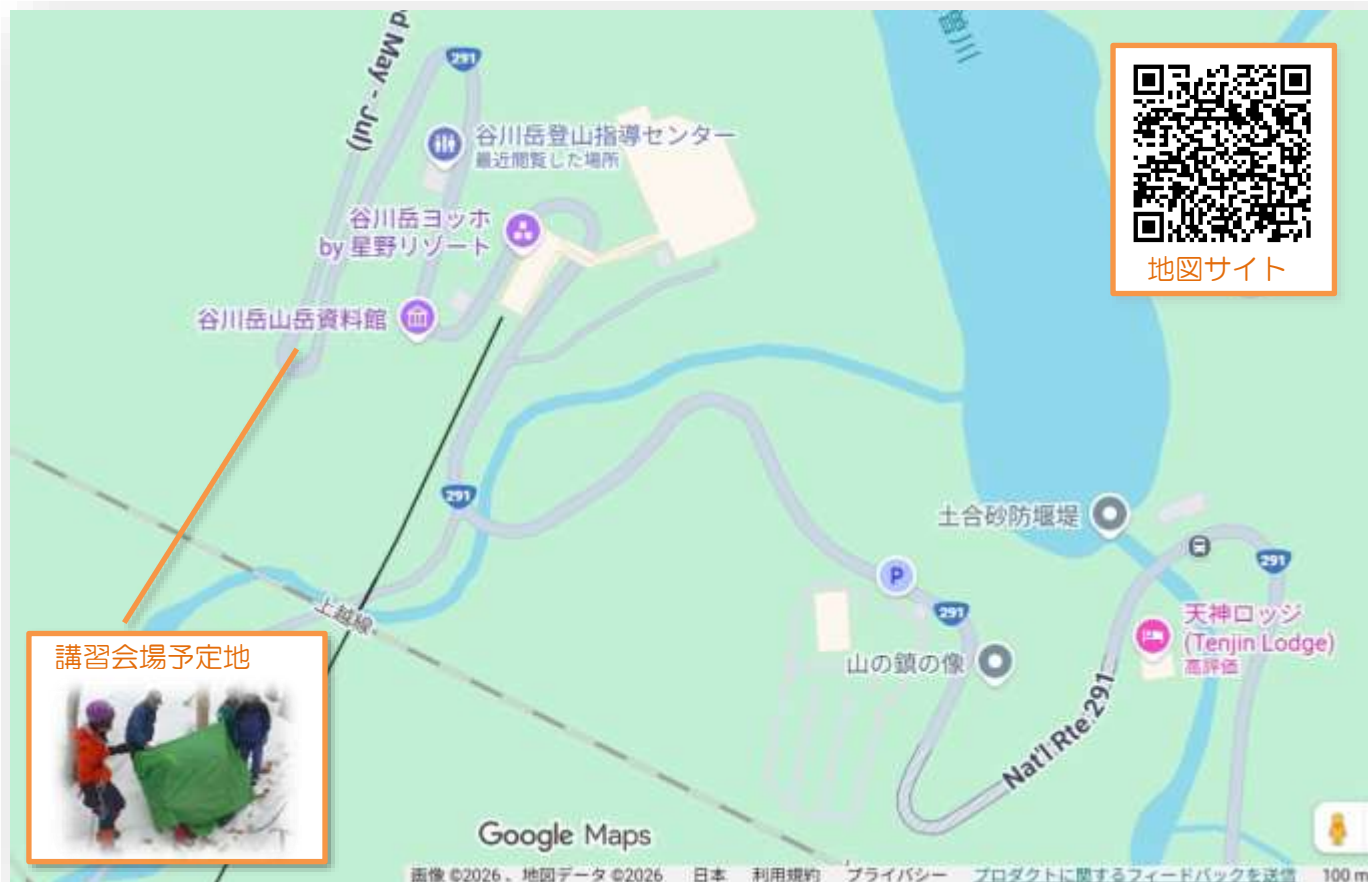 d May - Jul)
291
曽川
谷川岳登山指導センター
最近閲覧した場所
谷川岳ヨッホ
by 星野リゾート
谷川岳山岳資料館
地図サイト
291
土合砂防堰堤
P
291
291
天神ロッジ
(Tenjin Lodge)
高評価
山の鎮の像
Nat'l Rte 291
上越線
講習会場予定地
Google Maps
画像 ©2026 、地図データ ©2026 日本 利用規約 プライバシー プロダクトに関するフィードバックを送信 100 m